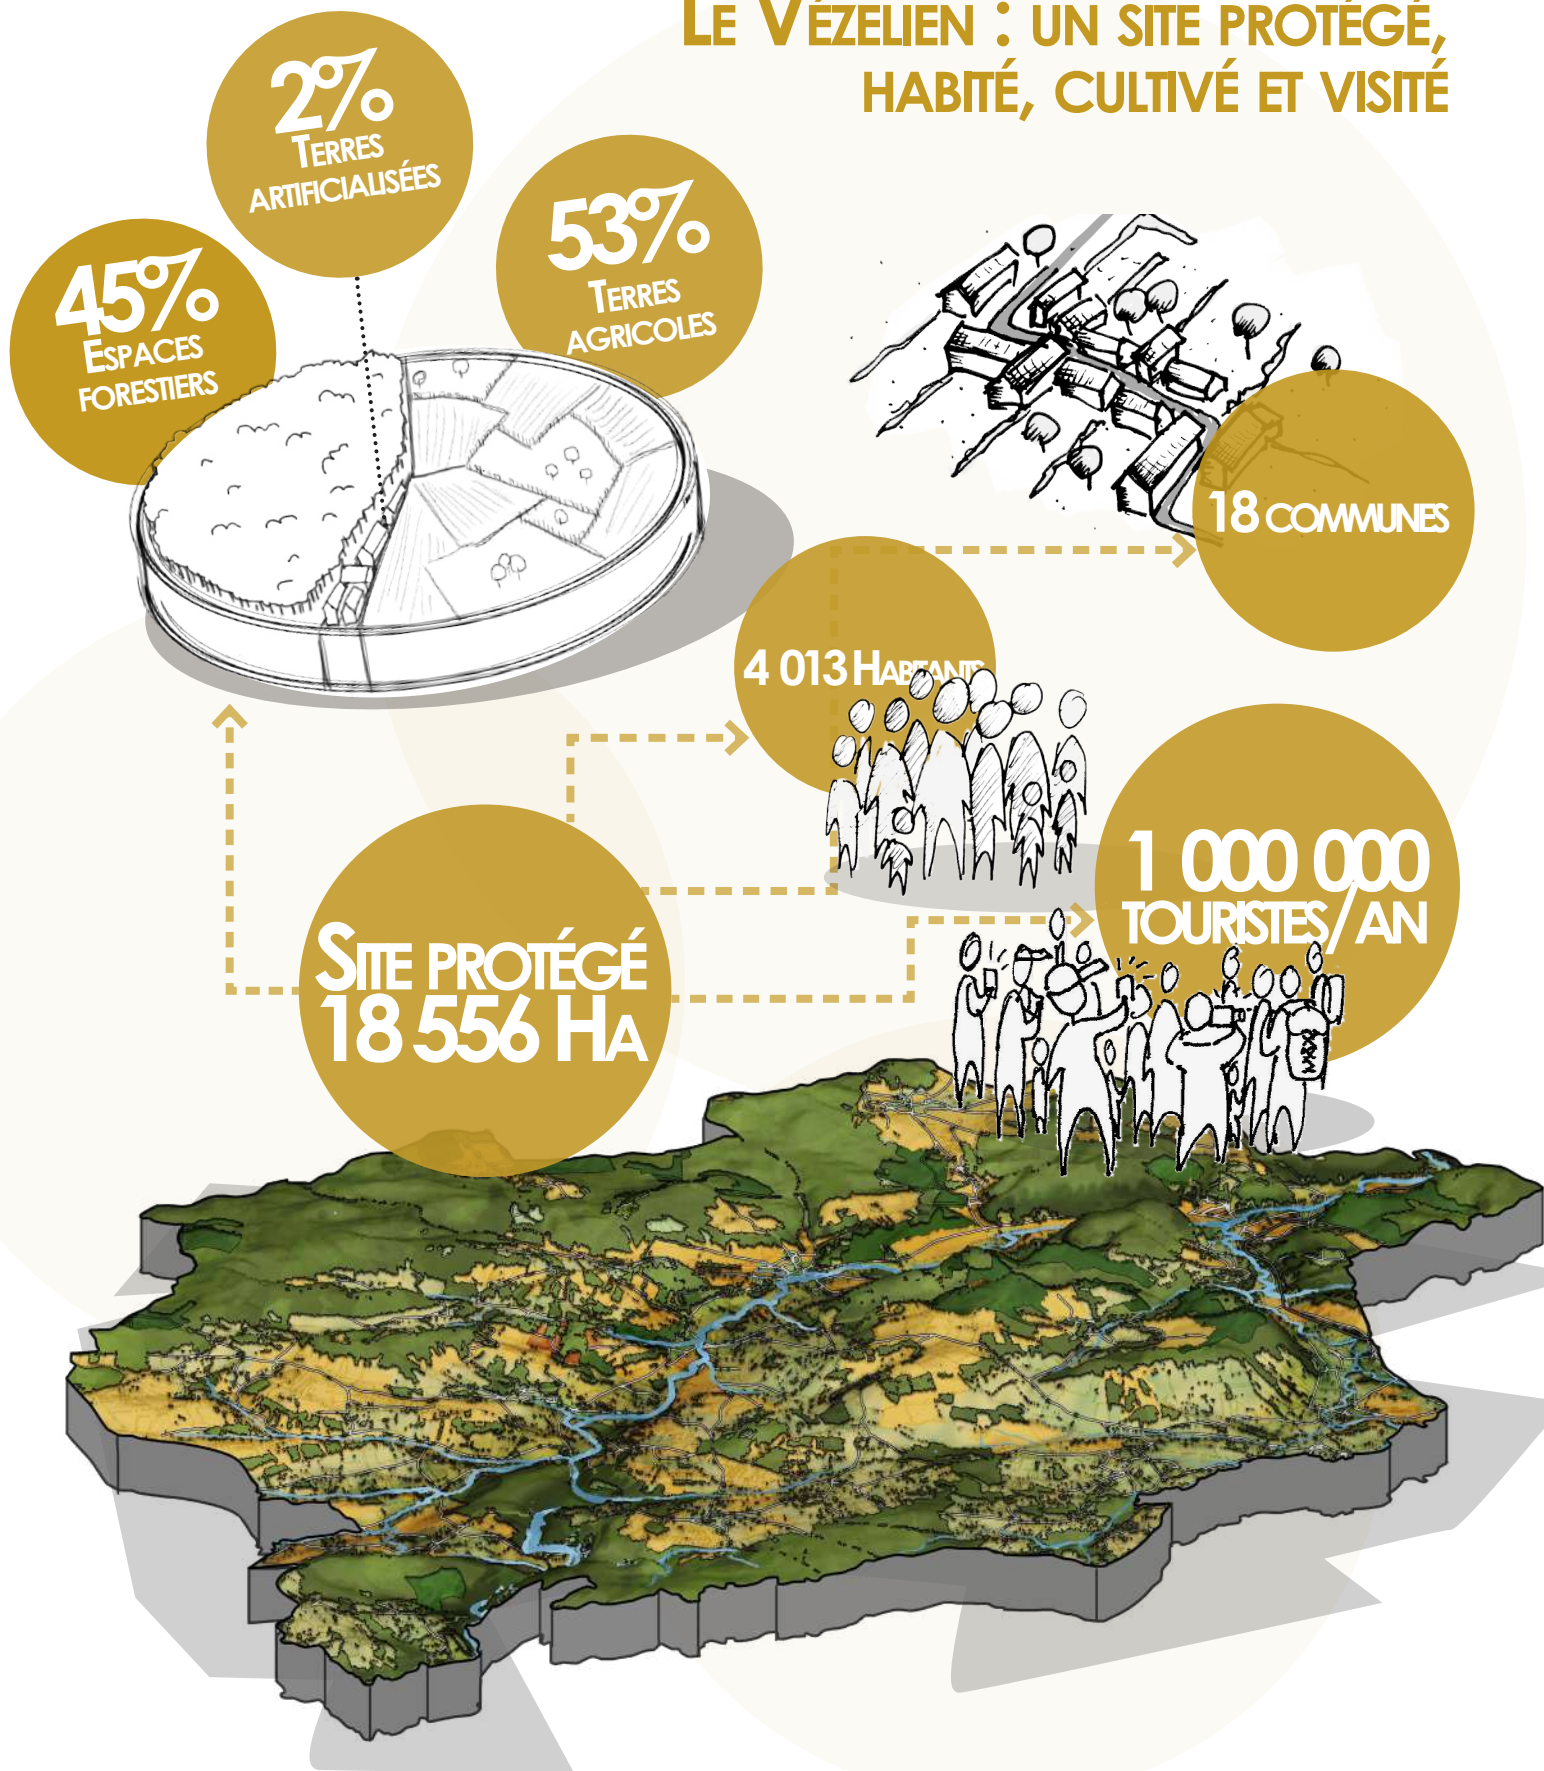 LE VÉZELIEN : UN SITE PROTÉGÉ,
HABITÉ, CULTIVÉ ET VISITÉ
2%
TERRES
ARTIFICIALISÉES
53%
TERRES
AGRICOLES
45%
ESPACES
FORESTIERS
18 COMMUNES
4 013 HABITANTS
1 000 000
TOURISTES/AN
SITE PROTÉGÉ
18 556 HA